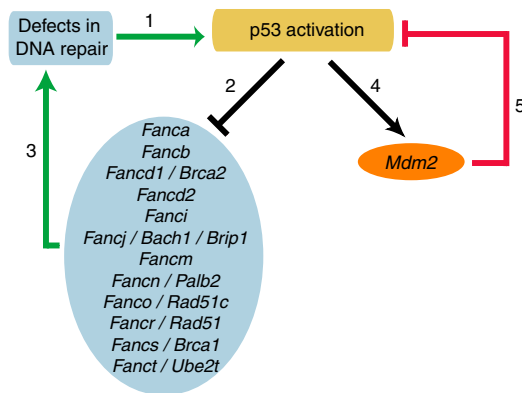 Defects in
DNA repair
1
p53 activation
2
4
5
3
Mdm2
Fanca
Fancb
Fancd1 / Brca2
Fancd2
Fanci
Fancj / Bach1 / Brip1
Fancm
Fancn / Palb2
Fanco / Rad51c
Fancr / Rad51
Fancs / Brca1
Fanct / Ube2t